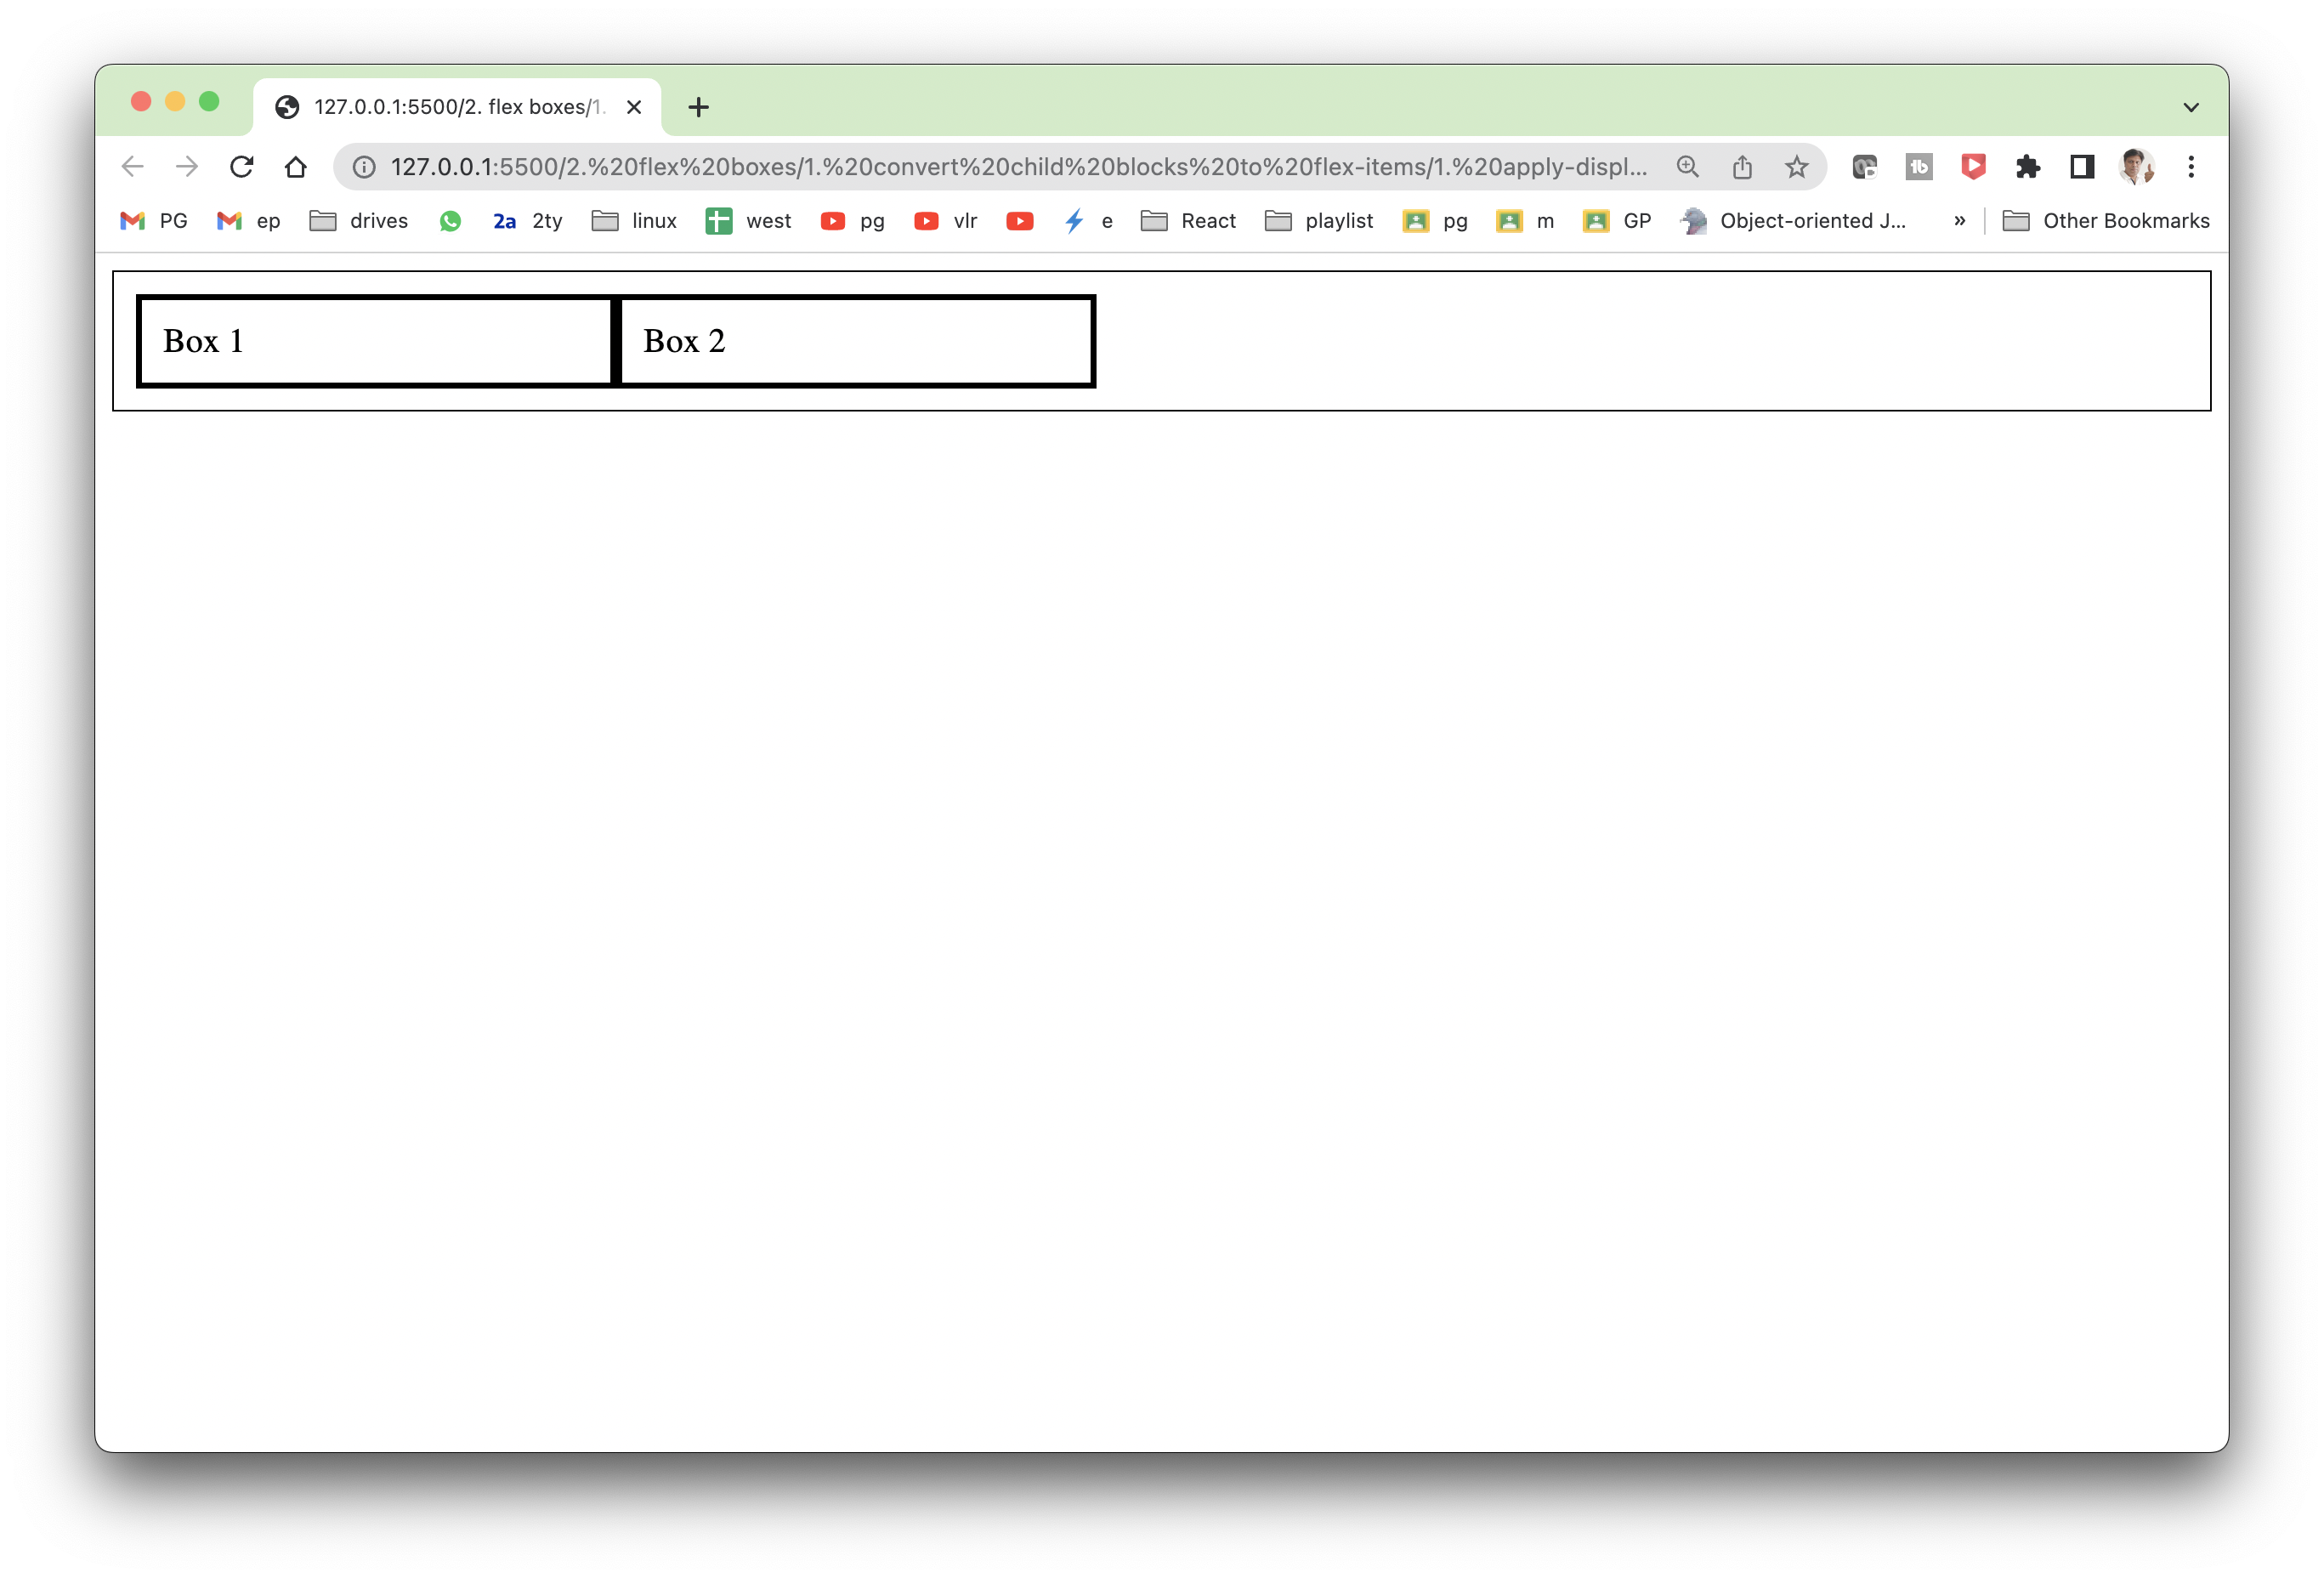 127.0.0.1:5500/2. flex boxes/1.
127.0.0.1:5500/2.%20flex%20boxes/1.%20convert%20child%20blocks%20to%20flex-items/1.%20apply-displ...
PG ep drives 2a 2ty linux west pg vlr e React playlist pg m GP Object-oriented J... » Other Bookmarks
Box 1 Box 2